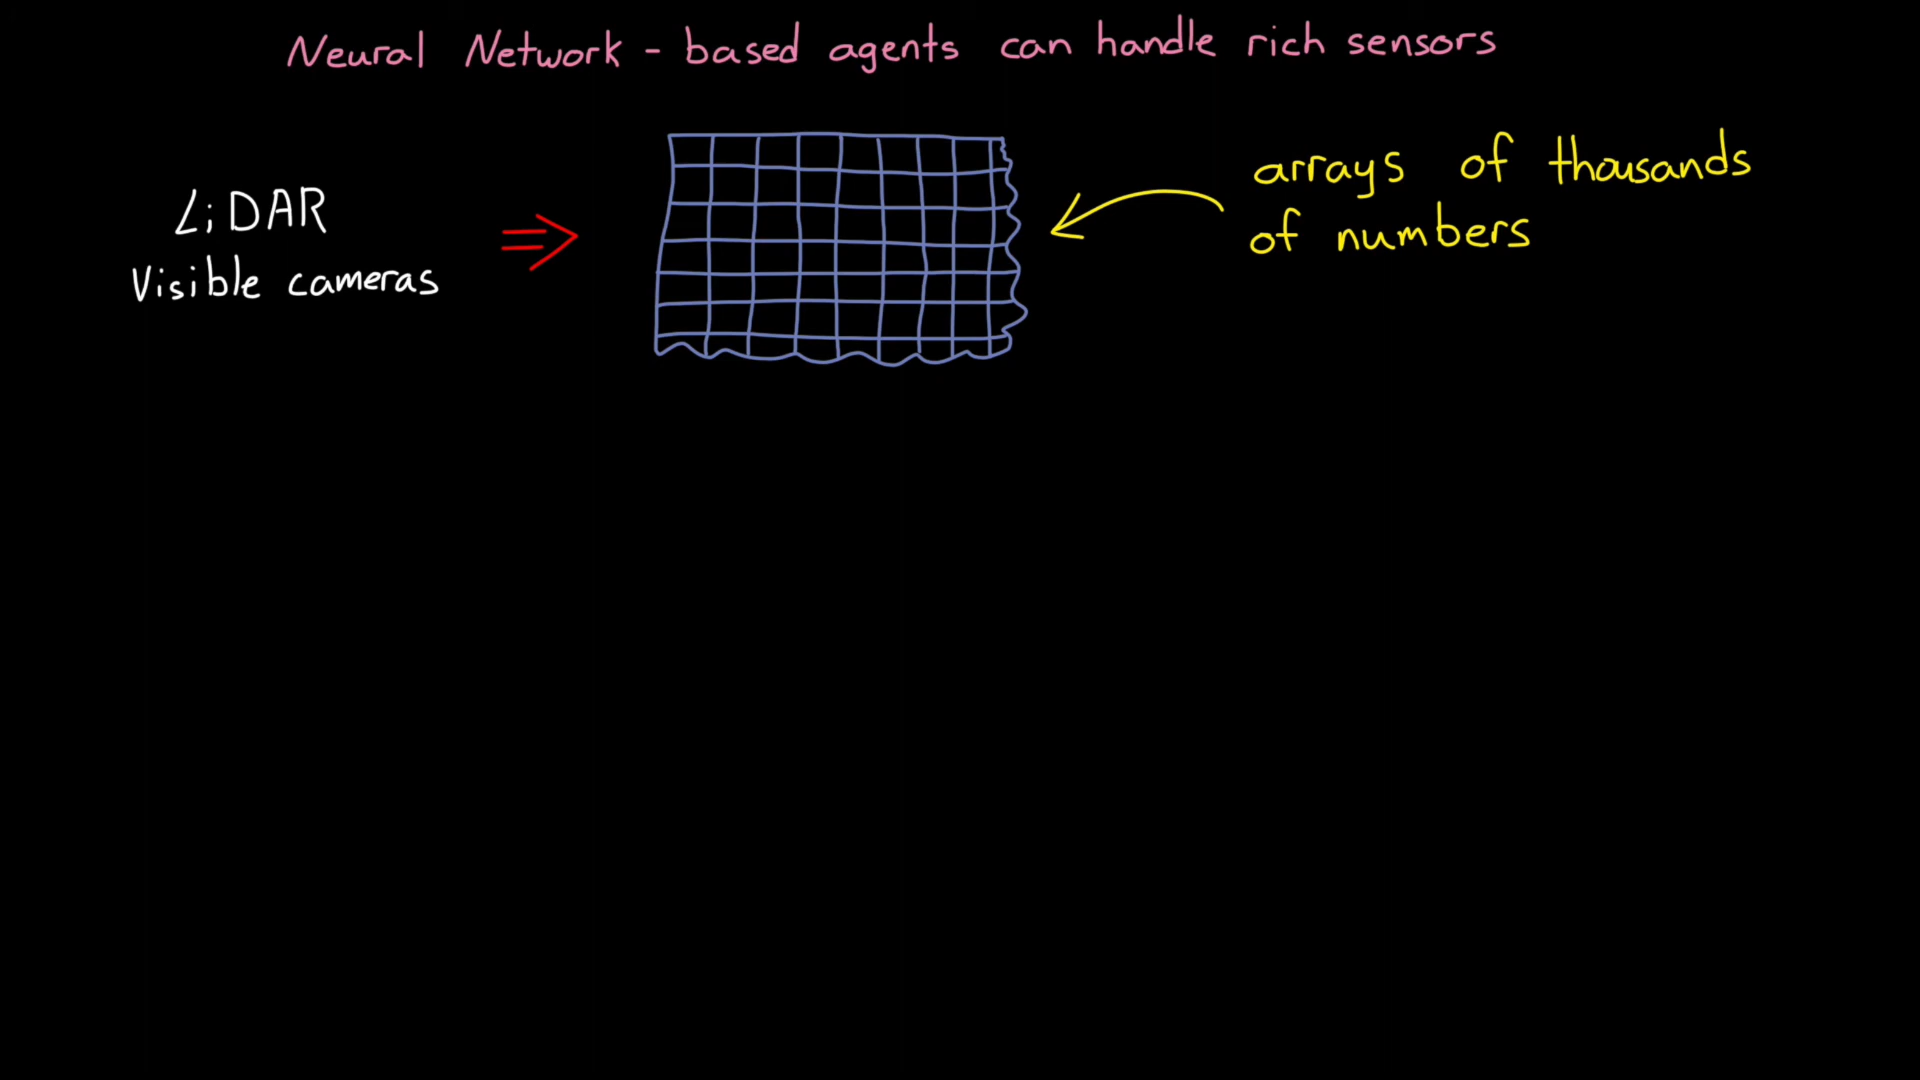 Neural Network - based agents can handle rich sensors
LiDAR
Visible cameras
arrays of thousands
of numbers